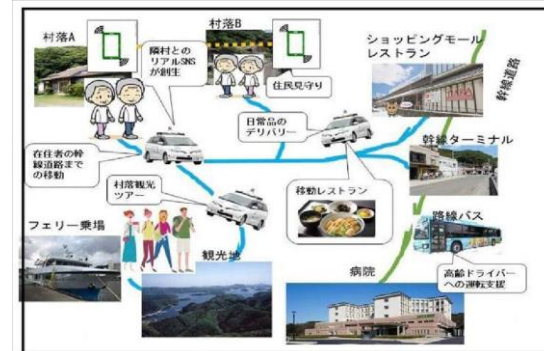 村落A
村落B
隣村との
リアルSNS
が創生
住民見守り
ショッピングモール
レストラン
幹線道路
日常品の
デリバリー
在住者の幹
線道路まで
の移動
幹線ターミナル
村落観光
ツアー
移動レストラン
フェリー乗場
観光地
路線バス
病院
高齢ドライバー
への運転支援